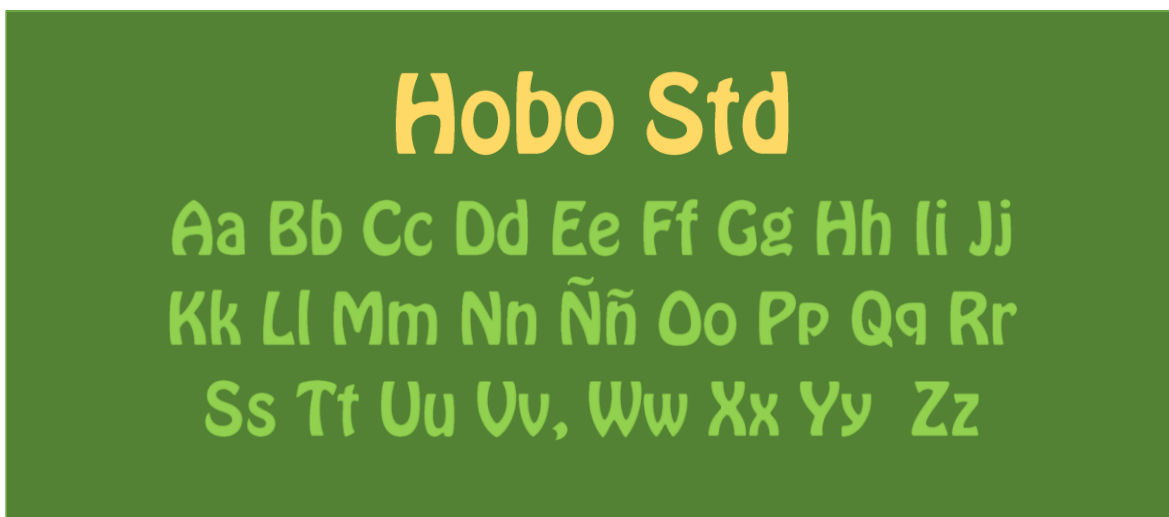 Hobo Std
Aa Bb Cc Dd Ee Ff Gg Hh Ii Jj
Kk Ll Mm Nn Ññ Oo Pp Qq Rr
Ss Tt Uu Vv, Ww Xx Yy  Zz